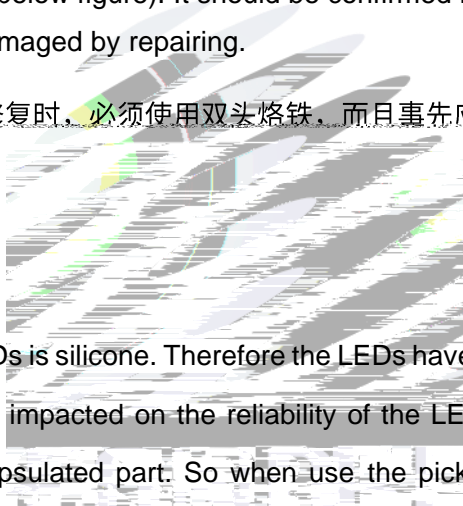 below figure). It should be confirmed
maged by repairing.
复时，必须使用双头烙铁，而且事先
Ds is silicone. Therefore the LEDs have
impacted on the reliability of the LE
psulated part. So when use the pick